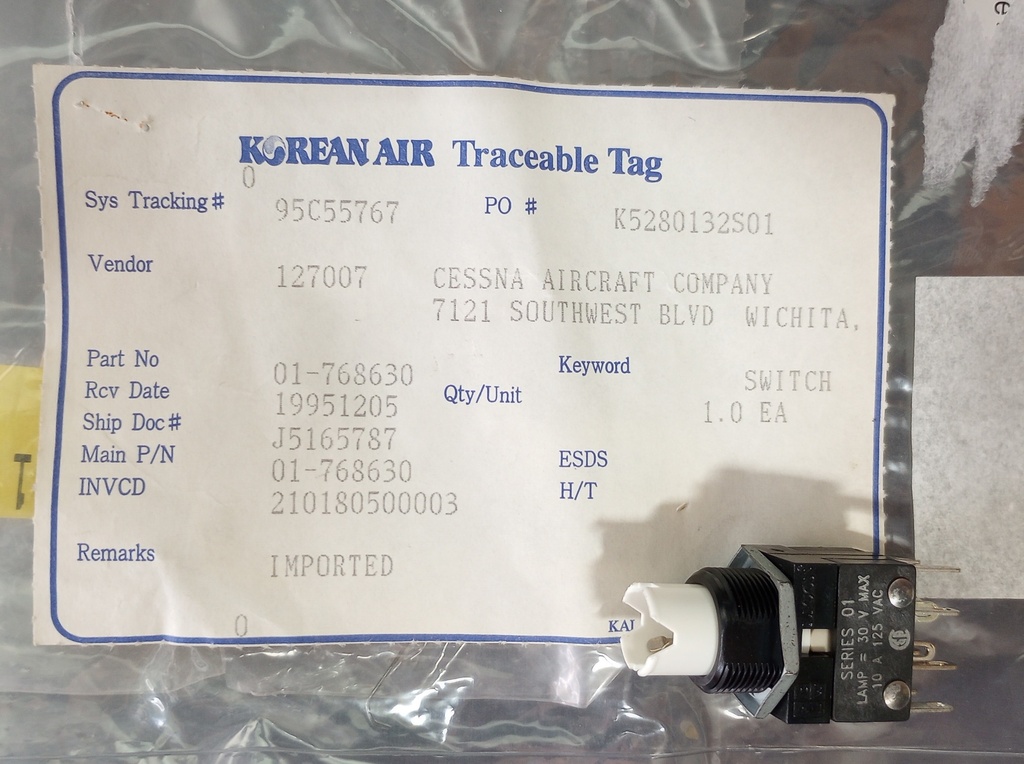 KOREAN AIR Traceable Tag
0
Sys Tracking# 95C55767 PO # K5280132S01
Vendor 127007 CESSNA AIRCRAFT COMPANY
7121 SOUTHWEST BLVD WICHITA,
Part No 01-768630 Keyword SWITCH
Rcv Date 19951205 Qty/Unit 1.0 EA
Ship Doc# J5165787
Main P/N 01-768630 ESDS
INVCD 210180500003 H/T
Remarks IMPORTED
0
KAL
SERIES 01
LAMP = 30 V MAX
10 A 125 VAC